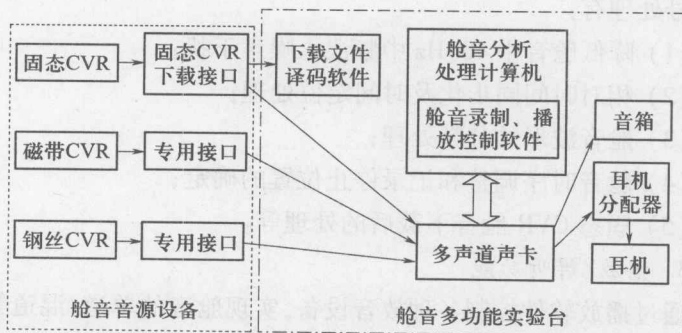 固态CVR
固态CVR
下载接口
下载文件
译码软件
磁带CVR
专用接口
钢丝CVR
专用接口
舱音音源设备
舱音分析
处理计算机
舱音录制、播
放控制软件
多声道声卡
音箱
耳机
分配器
耳机
舱音多功能实验台